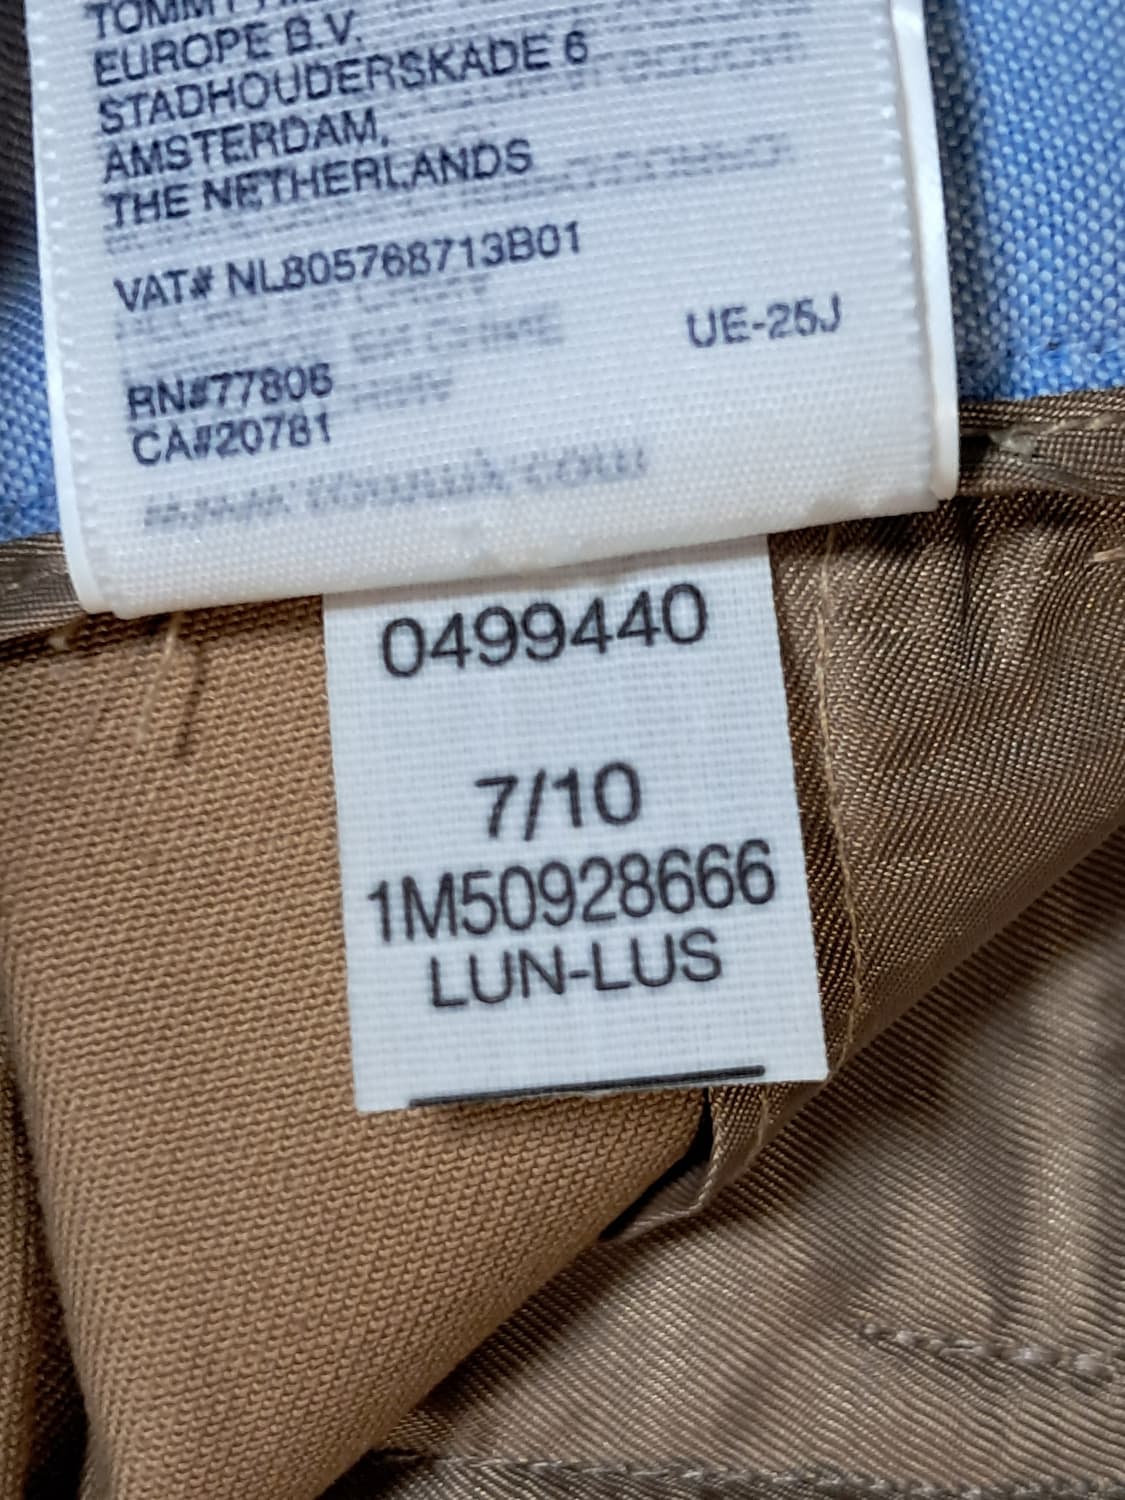 TOMMY
EUROPE B.V.
STADHOUDERSKADE 6
AMSTERDAM,
THE NETHERLANDS
VAT# NL805768713B01
UE-25J
RN#77806
CA#20781
0499440
7/10
1M50928666
LUN-LUS